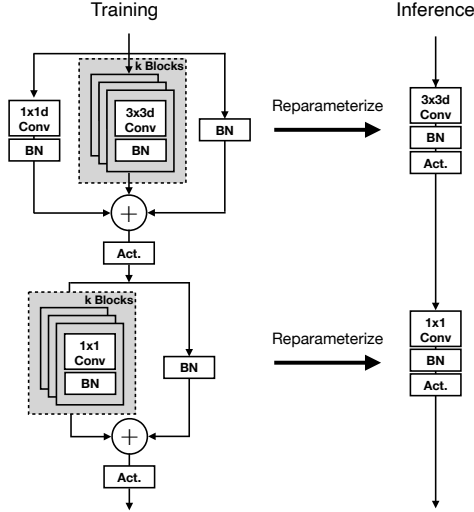 Training
Inference
k Blocks
1x1d
Conv
BN
3x3d
Conv
BN
BN
Reparameterize
3x3d
Conv
BN
Act.
Act.
k Blocks
1x1
Conv
BN
BN
Reparameterize
1x1
Conv
BN
Act.
Act.